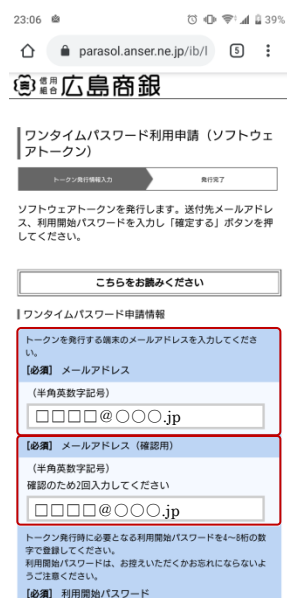 23:06 39%
parasol.anser.ne.jp/ib/l 5
信用組合広島商銀
ワンタイムパスワード利用申請（ソフトウェ
アトークン）
トークン発行情報入力 発行完了
ソフトウェアトークンを発行します。送付先メールアドレ
ス、利用開始パスワードを入力し「確定する」ボタンを押
してください。
こちらをお読みください
ワンタイムパスワード申請情報
トークンを発行する端末のメールアドレスを入力してくださ
い。
【必須】 メールアドレス
（半角英数字記号）
□□□□@○○○.jp
【必須】 メールアドレス（確認用）
（半角英数字記号）
確認のため2回入力してください
□□□□@○○○.jp
トークン発行時に必要となる利用開始パスワードを4～8桁の数
字で登録してください。
利用開始パスワードは、お控えいただくかお忘れにならないよ
うご注意ください。
【必須】 利用開始パスワード